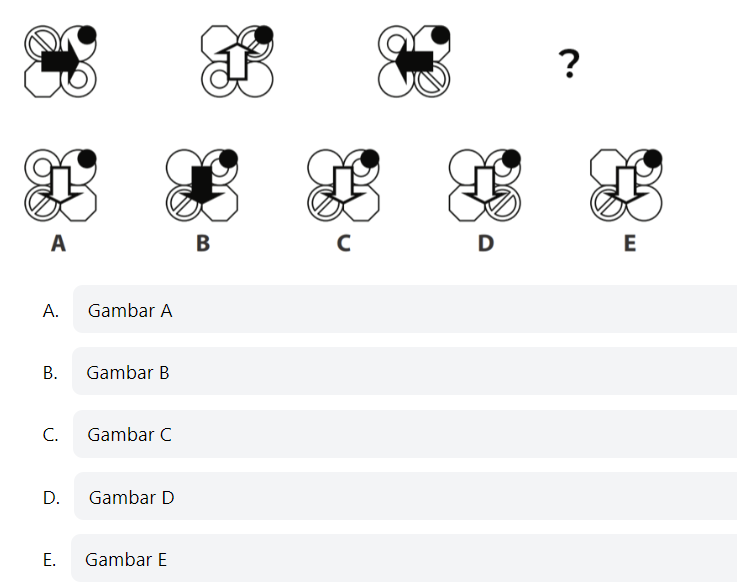 ?
A B C D E
A. Gambar A
B. Gambar B
C. Gambar C
D. Gambar D
E. Gambar E